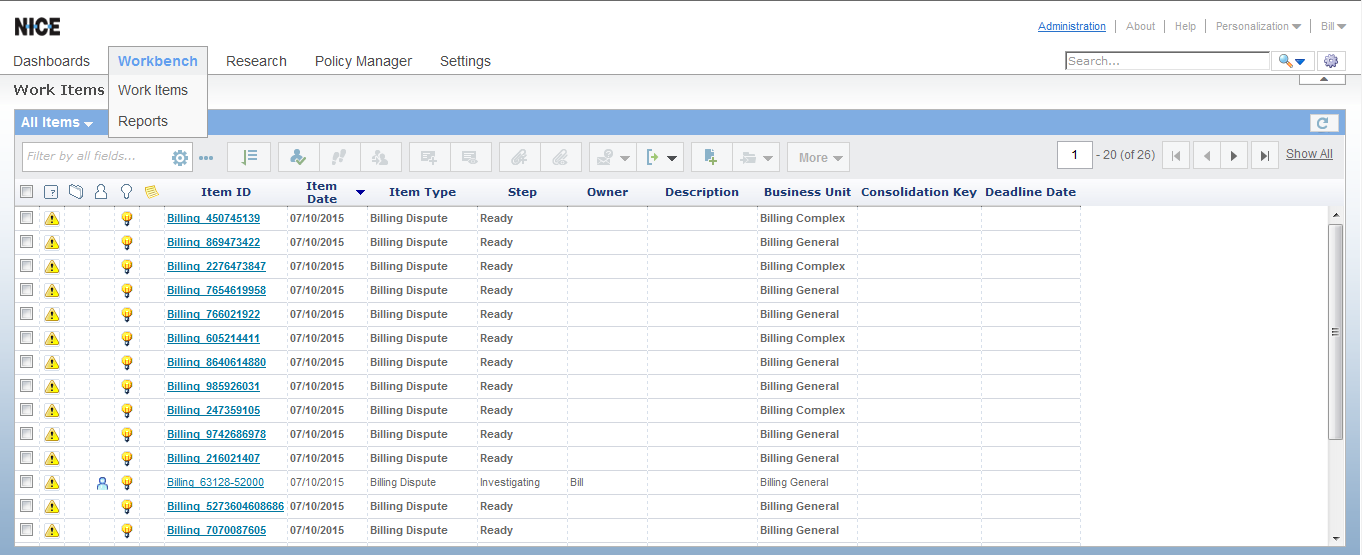 NICE
Administration About Help Personalization Bill
Dashboards Workbench Research Policy Manager Settings
Search...
Work Items
Work Items
Reports
All Items
Filter by all fields...
More
1 - 20 (of 26)
Show All
Item ID Item Date Item Type Step Owner Description Business Unit Consolidation Key Deadline Date
Billing_450745139 07/10/2015 Billing Dispute Ready Billing Complex
Billing_869473422 07/10/2015 Billing Dispute Ready Billing General
Billing_2276473847 07/10/2015 Billing Dispute Ready Billing Complex
Billing_7654619958 07/10/2015 Billing Dispute Ready Billing General
Billing_766021922 07/10/2015 Billing Dispute Ready Billing General
Billing_605214411 07/10/2015 Billing Dispute Ready Billing Complex
Billing_8640614880 07/10/2015 Billing Dispute Ready Billing General
Billing_985926031 07/10/2015 Billing Dispute Ready Billing General
Billing_247359105 07/10/2015 Billing Dispute Ready Billing Complex
Billing_9742686978 07/10/2015 Billing Dispute Ready Billing General
Billing_216021407 07/10/2015 Billing Dispute Ready Billing General
Billing_63128-52000 07/10/2015 Billing Dispute Investigating Bill Billing General
Billing_5273604608686 07/10/2015 Billing Dispute Ready Billing General
Billing_7070087605 07/10/2015 Billing Dispute Ready Billing General